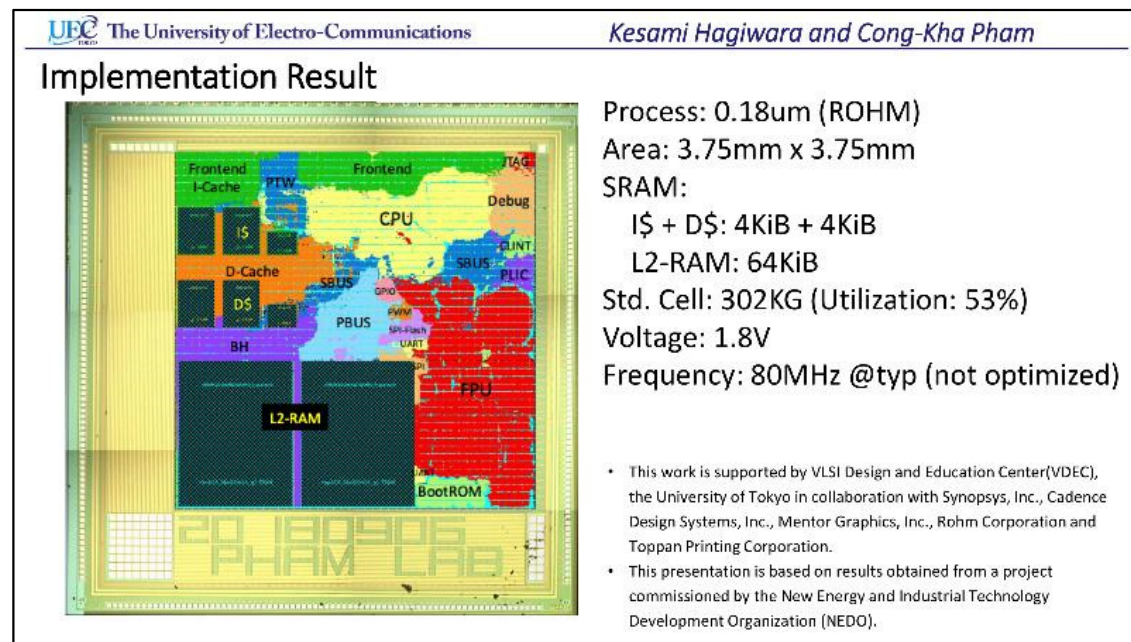 UEC The University of Electro-Communications
TOKYO
Kesami Hagiwara and Cong-Kha Pham
Implementation Result
Frontend
I-Cache
PTW
Frontend
JTAG
Debug
CPU
I$
CLINT
D-Cache
SBUS
SBUS
PLIC
D$
GPIO
PBUS
PWM
SPI-Flash
UART
BH
SPI
FPU
L2-RAM
BootROM
20180906
PHAM LAB
Process: 0.18um (ROHM)
Area: 3.75mm x 3.75mm
SRAM:
I$ + D$: 4KiB + 4KiB
L2-RAM: 64KiB
Std. Cell: 302KG (Utilization: 53%)
Voltage: 1.8V
Frequency: 80MHz @typ (not optimized)
• This work is supported by VLSI Design and Education Center(VDEC),
the University of Tokyo in collaboration with Synopsys, Inc., Cadence
Design Systems, Inc., Mentor Graphics, Inc., Rohm Corporation and
Toppan Printing Corporation.
• This presentation is based on results obtained from a project
commissioned by the New Energy and Industrial Technology
Development Organization (NEDO).